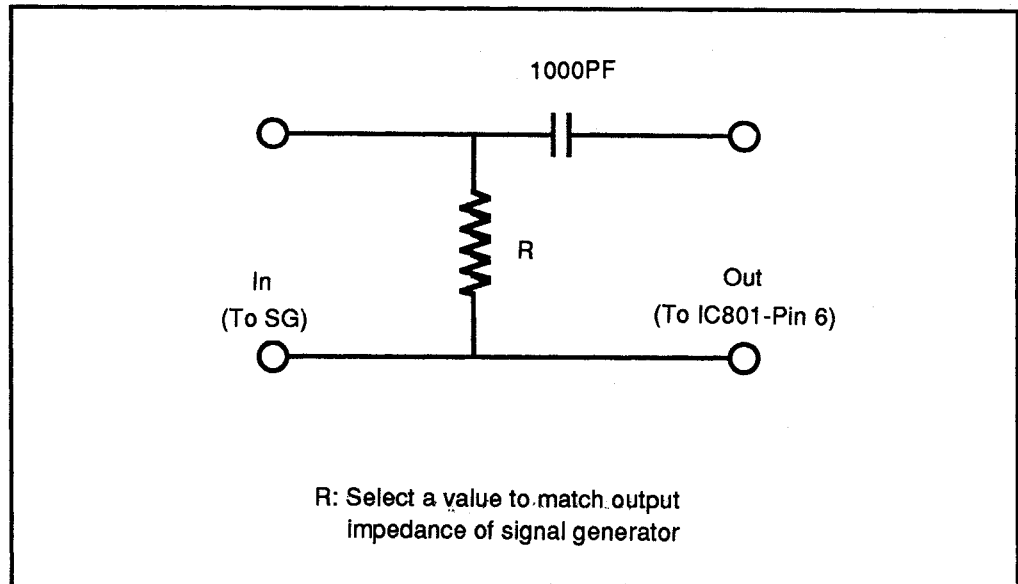 1000PF
R
In
(To SG)
Out
(To IC801-Pin 6)
R: Select a value to match output
impedance of signal generator